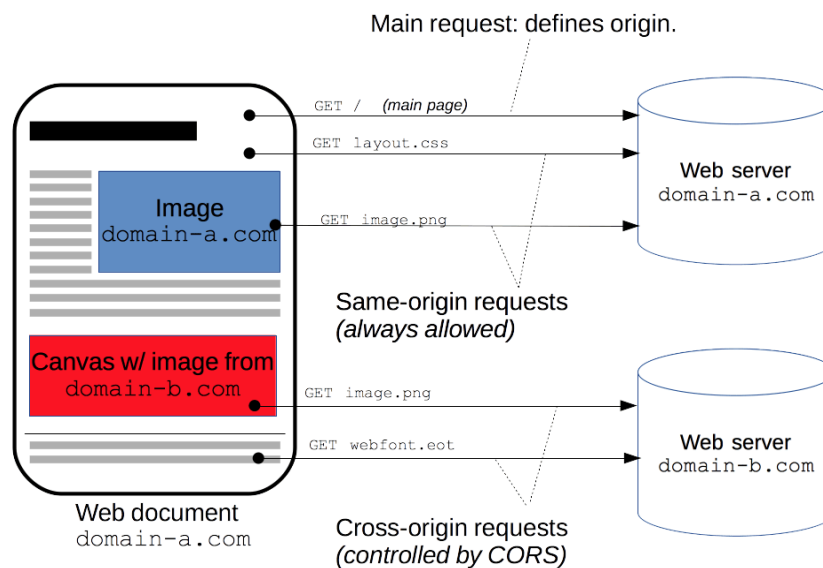 Main request: defines origin.
GET / (main page)
GET layout.css
Web server
domain-a.com
Image
domain-a.com
GET image.png
Same-origin requests
(always allowed)
Canvas w/ image from
domain-b.com
GET image.png
GET webfont.eot
Web server
domain-b.com
Web document
domain-a.com
Cross-origin requests
(controlled by CORS)